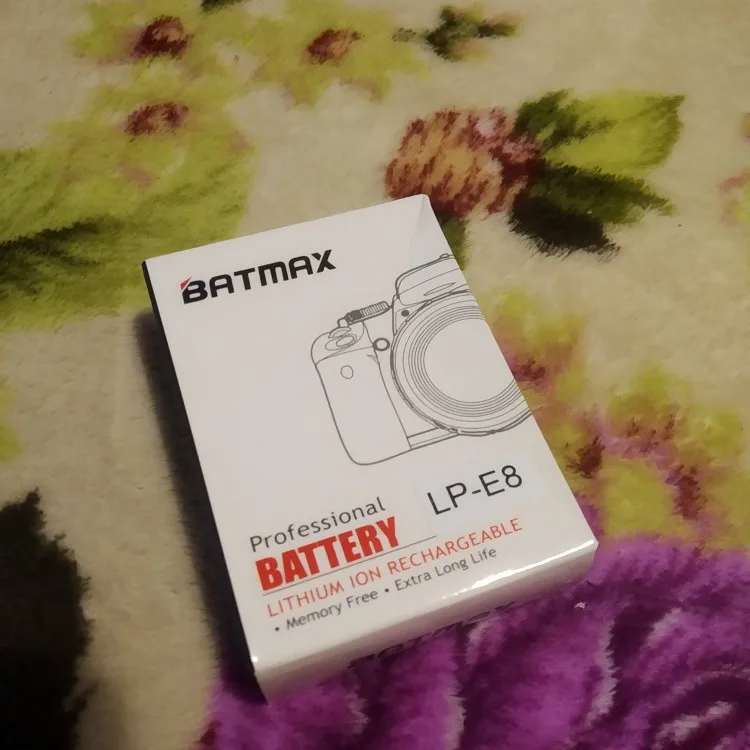 BATMAX
LP-E8
Professional
BATTERY
LITHIUM ION RECHARGEABLE
• Memory Free • Extra Long Life